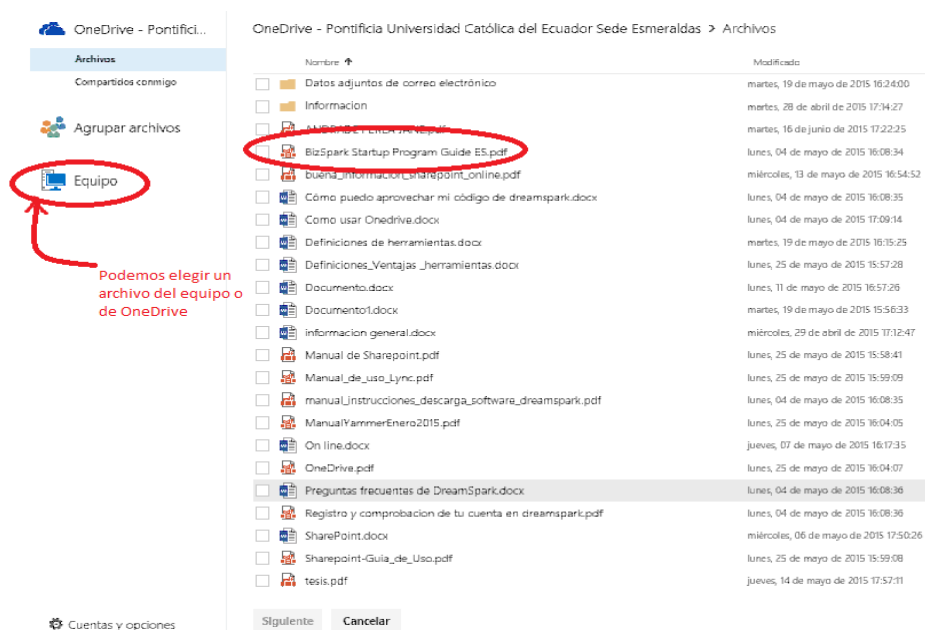 OneDrive - Pontifici...
OneDrive - Pontificia Universidad Católica del Ecuador Sede Esmeraldas > Archivos
Archivos
Compartidos conmigo
Agrupar archivos
Equipo
Podemos elegir un
archivo del equipo o
de OneDrive
Cuentas y opciones
Nombre ↑ Modificado
Datos adjuntos de correo electrónico martes, 19 de mayo de 2015 16:24:00
Informacion martes, 28 de abril de 2015 17:14:27
martes, 16 de junio de 2015 17:22:25
BizSpark Startup Program Guide ES.pdf lunes, 04 de mayo de 2015 16:08:34
buena_informacion_sharepoint_online.pdf miércoles, 13 de mayo de 2015 16:54:52
Cómo puedo aprovechar mi código de dreamspark.docx lunes, 04 de mayo de 2015 16:08:35
Como usar Onedrive.docx lunes, 04 de mayo de 2015 17:09:14
Definiciones de herramientas.docx martes, 19 de mayo de 2015 16:15:25
Definiciones_Ventajas _herramientas.docx lunes, 25 de mayo de 2015 15:57:28
Documento.docx lunes, 11 de mayo de 2015 16:57:26
Documento1.docx martes, 19 de mayo de 2015 15:56:33
informacion general.docx miércoles, 29 de abril de 2015 17:12:47
Manual de Sharepoint.pdf lunes, 25 de mayo de 2015 15:58:41
Manual_de_uso_Lync.pdf lunes, 25 de mayo de 2015 15:59:09
manual_instrucciones_descarga_software_dreamspark.pdf lunes, 04 de mayo de 2015 16:08:35
ManualYammerEnero2015.pdf lunes, 25 de mayo de 2015 16:04:05
On line.docx jueves, 07 de mayo de 2015 16:17:35
OneDrive.pdf lunes, 25 de mayo de 2015 16:04:07
Preguntas frecuentes de DreamSpark.docx lunes, 04 de mayo de 2015 16:08:36
Registro y comprobacion de tu cuenta en dreamspark.pdf lunes, 04 de mayo de 2015 16:08:36
SharePoint.docx miércoles, 06 de mayo de 2015 17:50:26
Sharepoint-Guia_de_Uso.pdf lunes, 25 de mayo de 2015 15:59:08
tesis.pdf jueves, 14 de mayo de 2015 17:57:11
Siguiente Cancelar